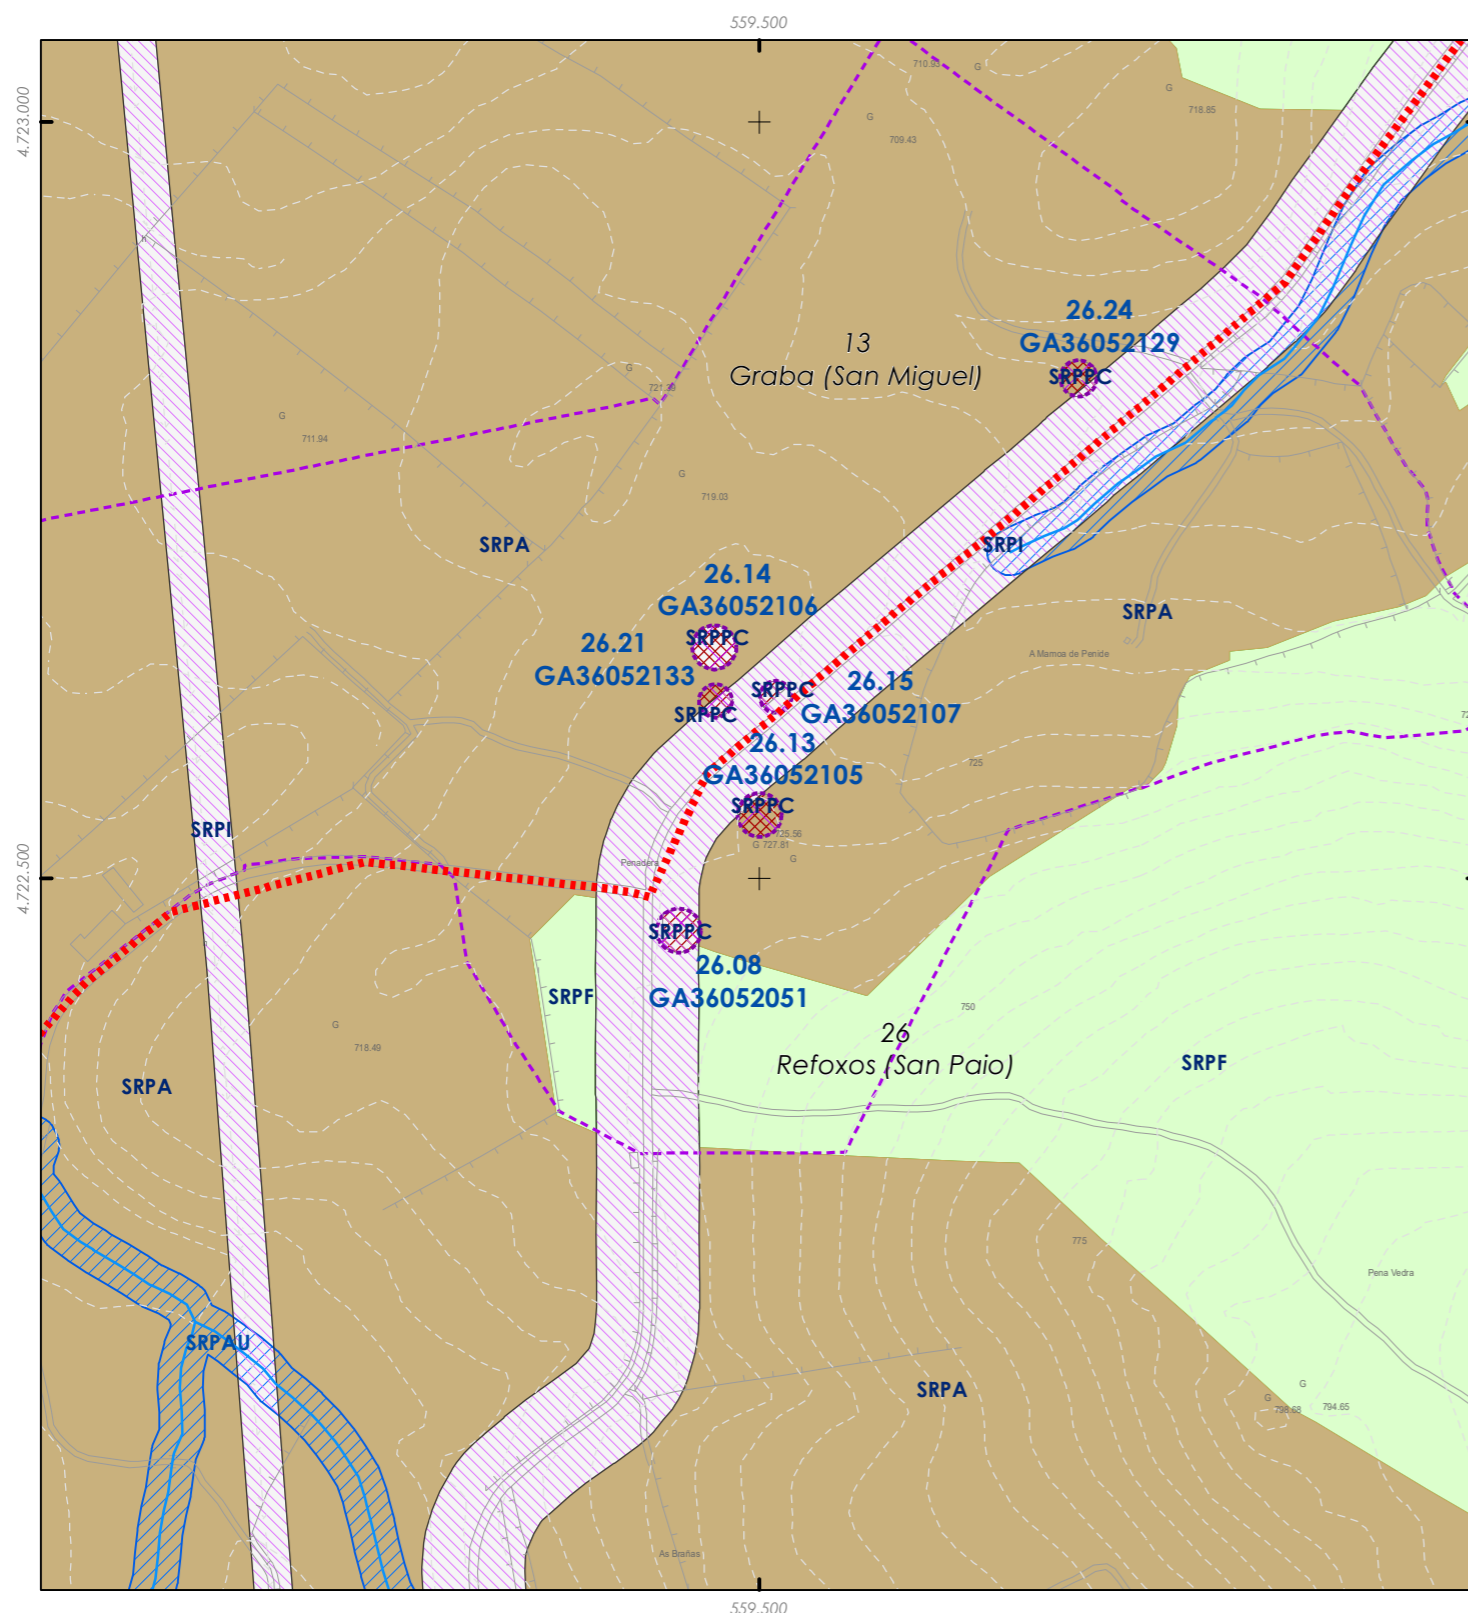 559.500
4.723.000
710.93
G
G
G
718.85
G
709.43
H
26.24
GA36052129
SRPPC
13
Graba (San Miguel)
G
721.39
G
711.94
G
719.03
SRPA
SRPI
26.14
GA36052106
SRPPC
26.21
GA36052133
SRPPC
SRPPC
26.15
GA36052107
26.13
GA36052105
SRPPC
SRPA
A Mamoa de Penide
725
725.56
G 727.81
G
Penadera
SRPI
4.722.500
SRPPC
26.08
GA36052051
SRPF
750
26
Refoxos (San Paio)
SRPF
G
718.49
SRPA
775
Pena Vedra
SRPAU
SRPA
G
G
798.68
794.65
As Brañas
559.500